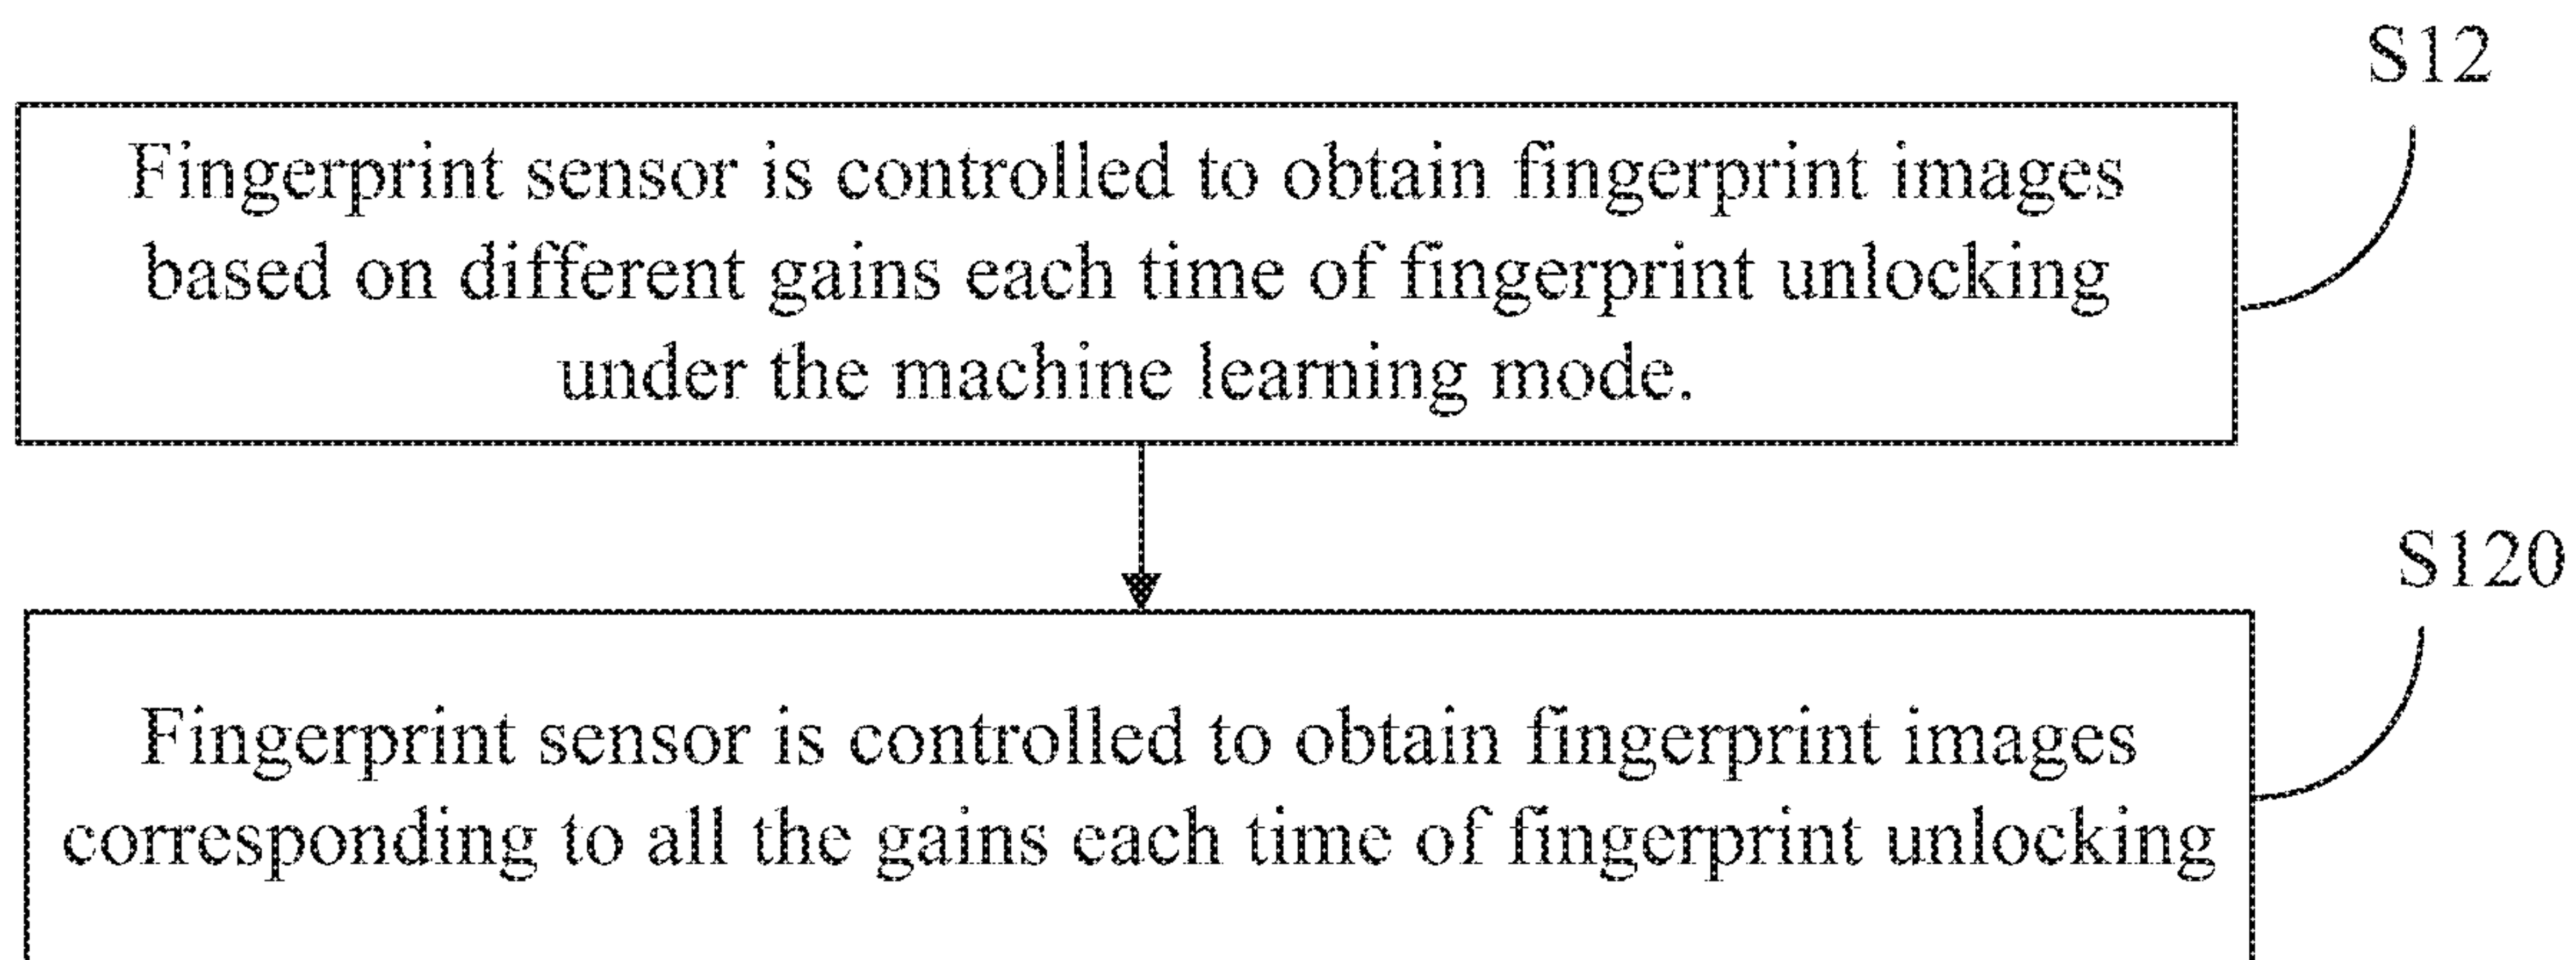 S12
Fingerprint sensor is controlled to obtain fingerprint images
based on different gains each time of fingerprint unlocking
under the machine learning mode.
S120
Fingerprint sensor is controlled to obtain fingerprint images
corresponding to all the gains each time of fingerprint unlocking